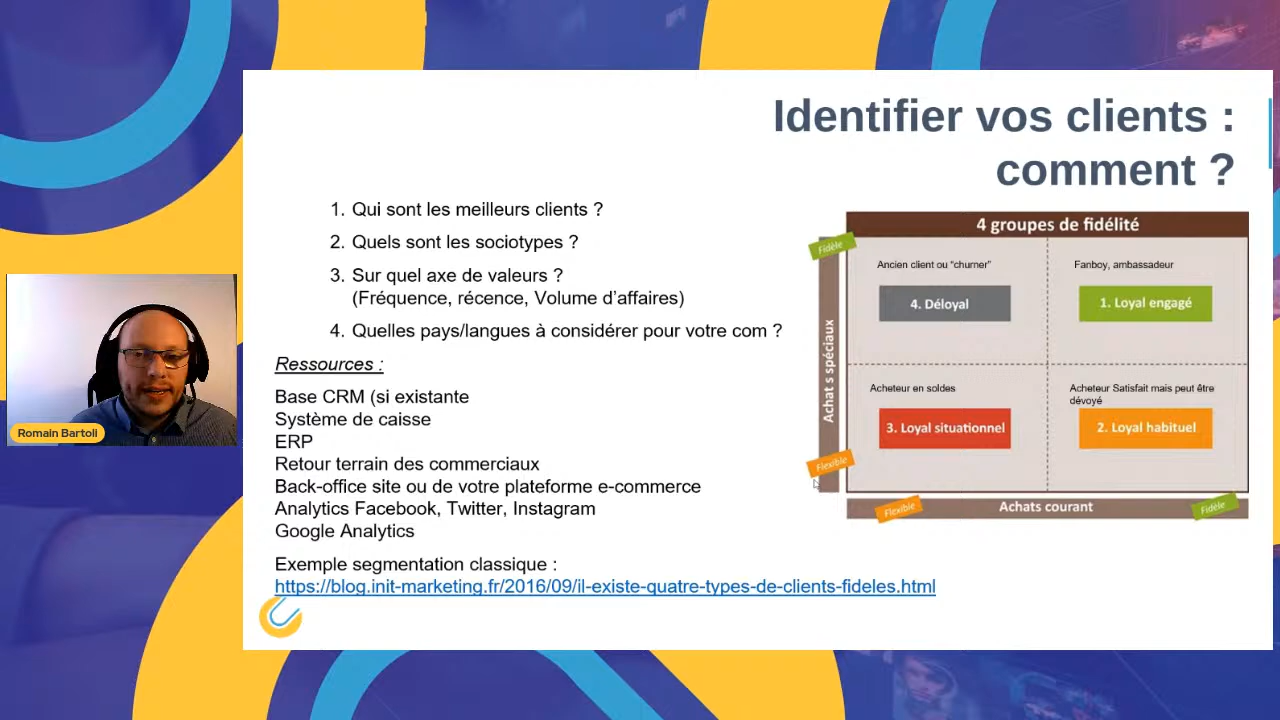 Identifier vos clients :
comment ?
1. Qui sont les meilleurs clients ?
2. Quels sont les sociotypes ?
3. Sur quel axe de valeurs ?
(Fréquence, récence, Volume d'affaires)
4. Quelles pays/langues à considérer pour votre com ?
Ressources :
Base CRM (si existante
Système de caisse
ERP
Retour terrain des commerciaux
Back-office site ou de votre plateforme e-commerce
Analytics Facebook, Twitter, Instagram
Google Analytics
Exemple segmentation classique :
https://blog.init-marketing.fr/2016/09/il-existe-quatre-types-de-clients-fideles.html
4 groupes de fidélité
Fidèle
Achat s spéciaux
Flexible
Ancien client ou "churner"
4. Déloyal
Fanboy, ambassadeur
1. Loyal engagé
Acheteur en soldes
3. Loyal situationnel
Acheteur Satisfait mais peut être
dévoyé
2. Loyal habituel
Flexible
Achats courant
Fidèle
Romain Bartoli